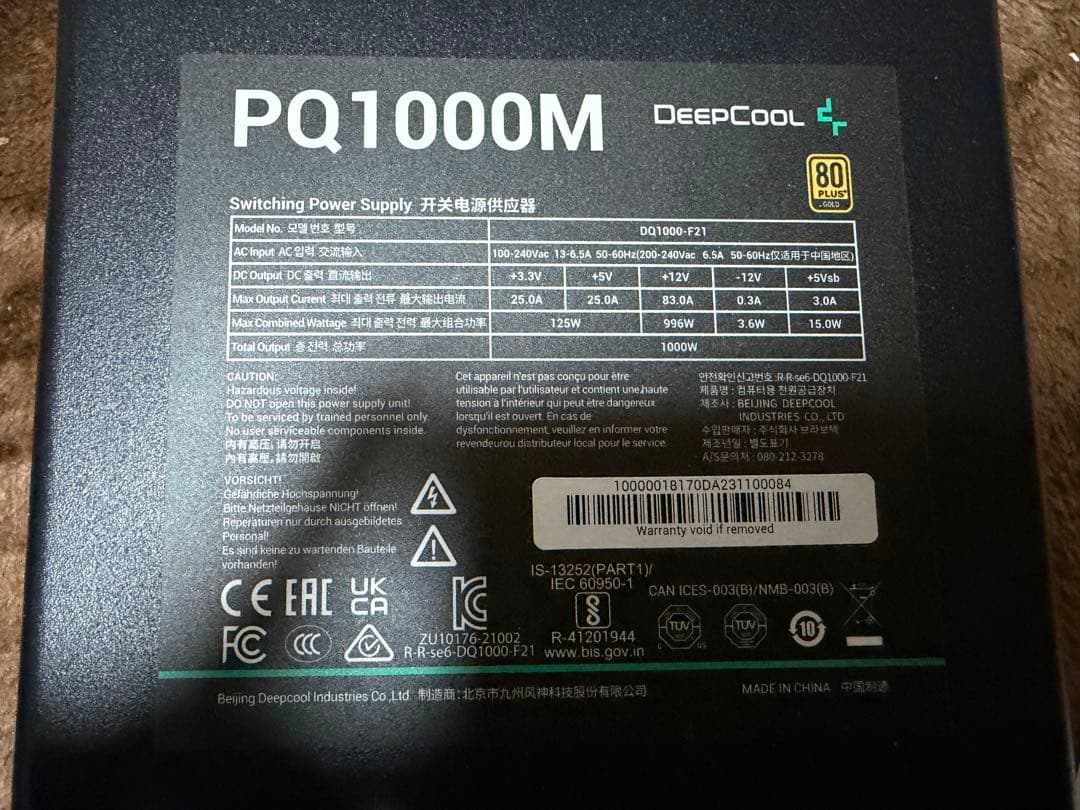 PQ1000M
DEEPCOOL
80
PLUS
GOLD
Switching Power Supply 开关电源供应器
Model No. 모델 번호 型号 DQ1000-F21
AC Input AC 입력 交流输入 100-240Vac 13-6.5A 50-60Hz(200-240Vac 6.5A 50-60Hz仅适用于中国地区)
DC Output DC 출력 直流输出 +3.3V +5V +12V -12V +5Vsb
Max Output Current 최대 출력 전류 最大输出电流 25.0A 25.0A 83.0A 0.3A 3.0A
Max Combined Wattage 최대 출력 전력 最大组合功率 125W 996W 3.6W 15.0W
Total Output 총 전력 总功率 1000W
CAUTION:
Hazardous voltage inside!
DO NOT open this power supply unit!
To be serviced by trained personnel only.
No user serviceable components inside.
内有高压, 请勿开启
內有高壓, 請勿開啟
VORSICHT!
Gefährliche Hochspannung!
Bitte Netzteilgehäuse NICHT öffnen!
Reperaturen nur durch ausgebildetes
Personal!
Es sind keine zu wartenden Bauteile
vorhanden!
Cet appareil n'est pas conçu pour être
utilisable par l'utilisateur et contient une haute
tension à l'intérieur qui peut être dangereux
lorsqu'il est ouvert. En cas de
dysfonctionnement, veuillez en informer votre
revendeurou distributeur local pour le service.
안전확인신고번호:R-R-se6-DQ1000-F21
제품명 : 컴퓨터용 전원공급장치
제조사 : BEIJING DEEPCOOL
INDUSTRIES CO., LTD
수입판매자 : 주식회사 브라보텍
제조년월 : 별도표기
A/S문의처 : 080-212-3278
10000018170DA231100084
Warranty void if removed
CE EAC UK
CA
FC CCC
ZU10176-21002
R-R-se6-DQ1000-F21
IS-13252(PART1)/
IEC 60950-1
R-41201944
www.bis.gov.in
CAN ICES-003(B)/NMB-003(B)
TUV
c us
TUV
10
Beijing Deepcool Industries Co.,Ltd 制造商:北京市九州风神科技股份有限公司
MADE IN CHINA 中国制造